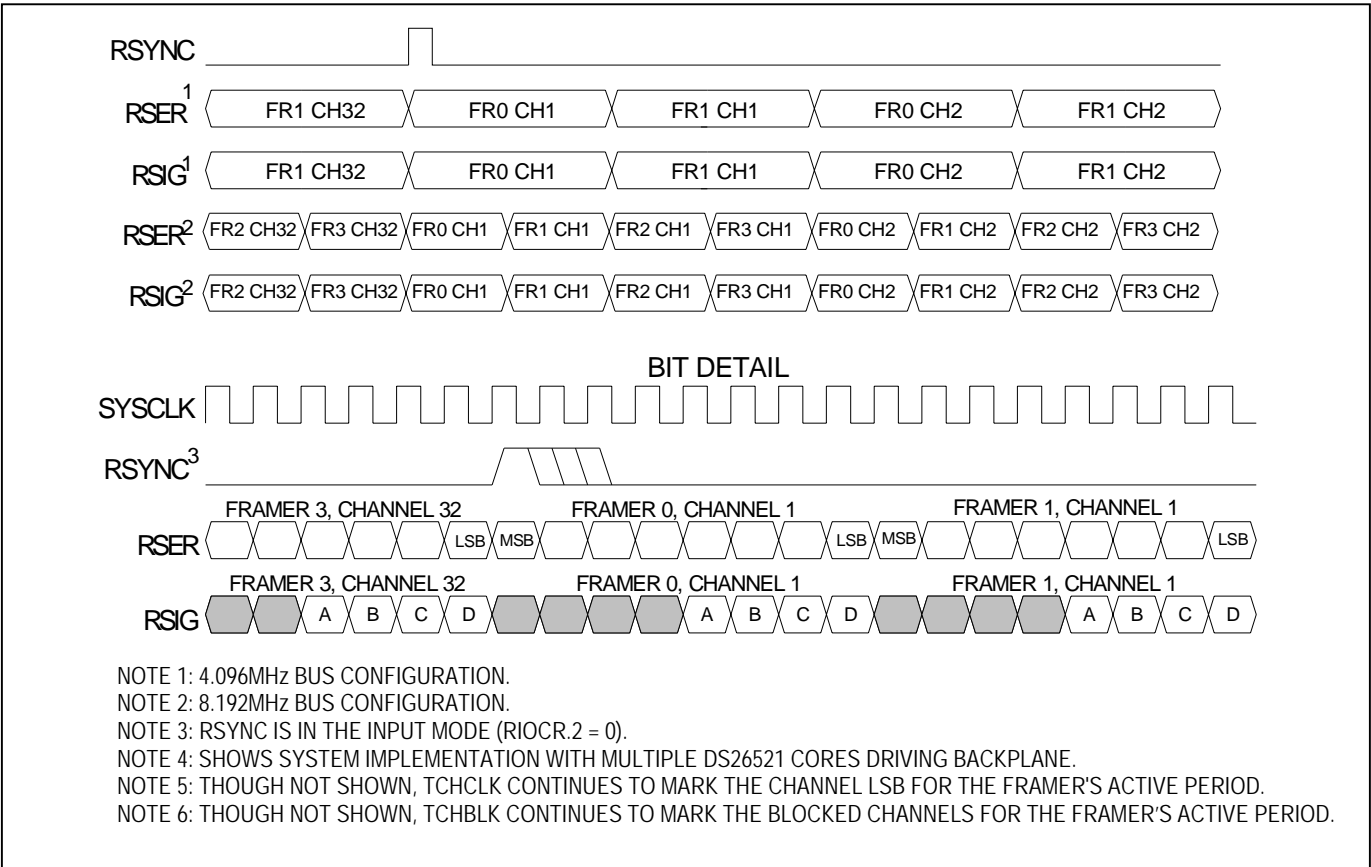 RSYNC
RSER1 FR1 CH32 FR0 CH1 FR1 CH1 FR0 CH2 FR1 CH2
RSIG1 FR1 CH32 FR0 CH1 FR1 CH1 FR0 CH2 FR1 CH2
RSER2 FR2 CH32 FR3 CH32 FR0 CH1 FR1 CH1 FR2 CH1 FR3 CH1 FR0 CH2 FR1 CH2 FR2 CH2 FR3 CH2
RSIG2 FR2 CH32 FR3 CH32 FR0 CH1 FR1 CH1 FR2 CH1 FR3 CH1 FR0 CH2 FR1 CH2 FR2 CH2 FR3 CH2
BIT DETAIL
SYSCLK
RSYNC3
FRAMER 3, CHANNEL 32 FRAMER 0, CHANNEL 1 FRAMER 1, CHANNEL 1
RSER LSB MSB LSB MSB LSB
FRAMER 3, CHANNEL 32 FRAMER 0, CHANNEL 1 FRAMER 1, CHANNEL 1
RSIG A B C D A B C D A B C D
NOTE 1: 4.096MHz BUS CONFIGURATION.
NOTE 2: 8.192MHz BUS CONFIGURATION.
NOTE 3: RSYNC IS IN THE INPUT MODE (RIOCR.2 = 0).
NOTE 4: SHOWS SYSTEM IMPLEMENTATION WITH MULTIPLE DS26521 CORES DRIVING BACKPLANE.
NOTE 5: THOUGH NOT SHOWN, TCHCLK CONTINUES TO MARK THE CHANNEL LSB FOR THE FRAMER'S ACTIVE PERIOD.
NOTE 6: THOUGH NOT SHOWN, TCHBLK CONTINUES TO MARK THE BLOCKED CHANNELS FOR THE FRAMER’S ACTIVE PERIOD.